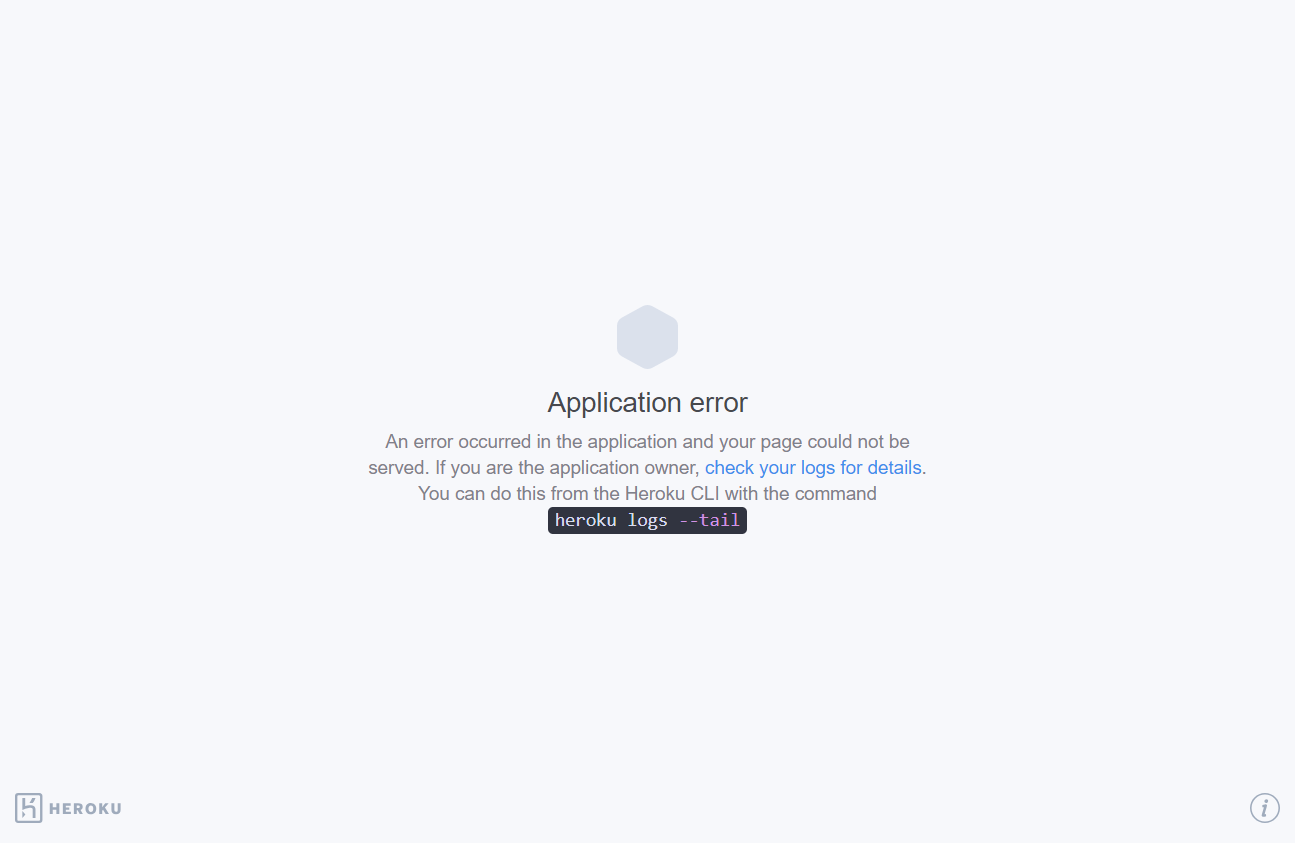 Application error
An error occurred in the application and your page could not be
served. If you are the application owner, check your logs for details.
You can do this from the Heroku CLI with the command
heroku logs --tail
HEROKU
i